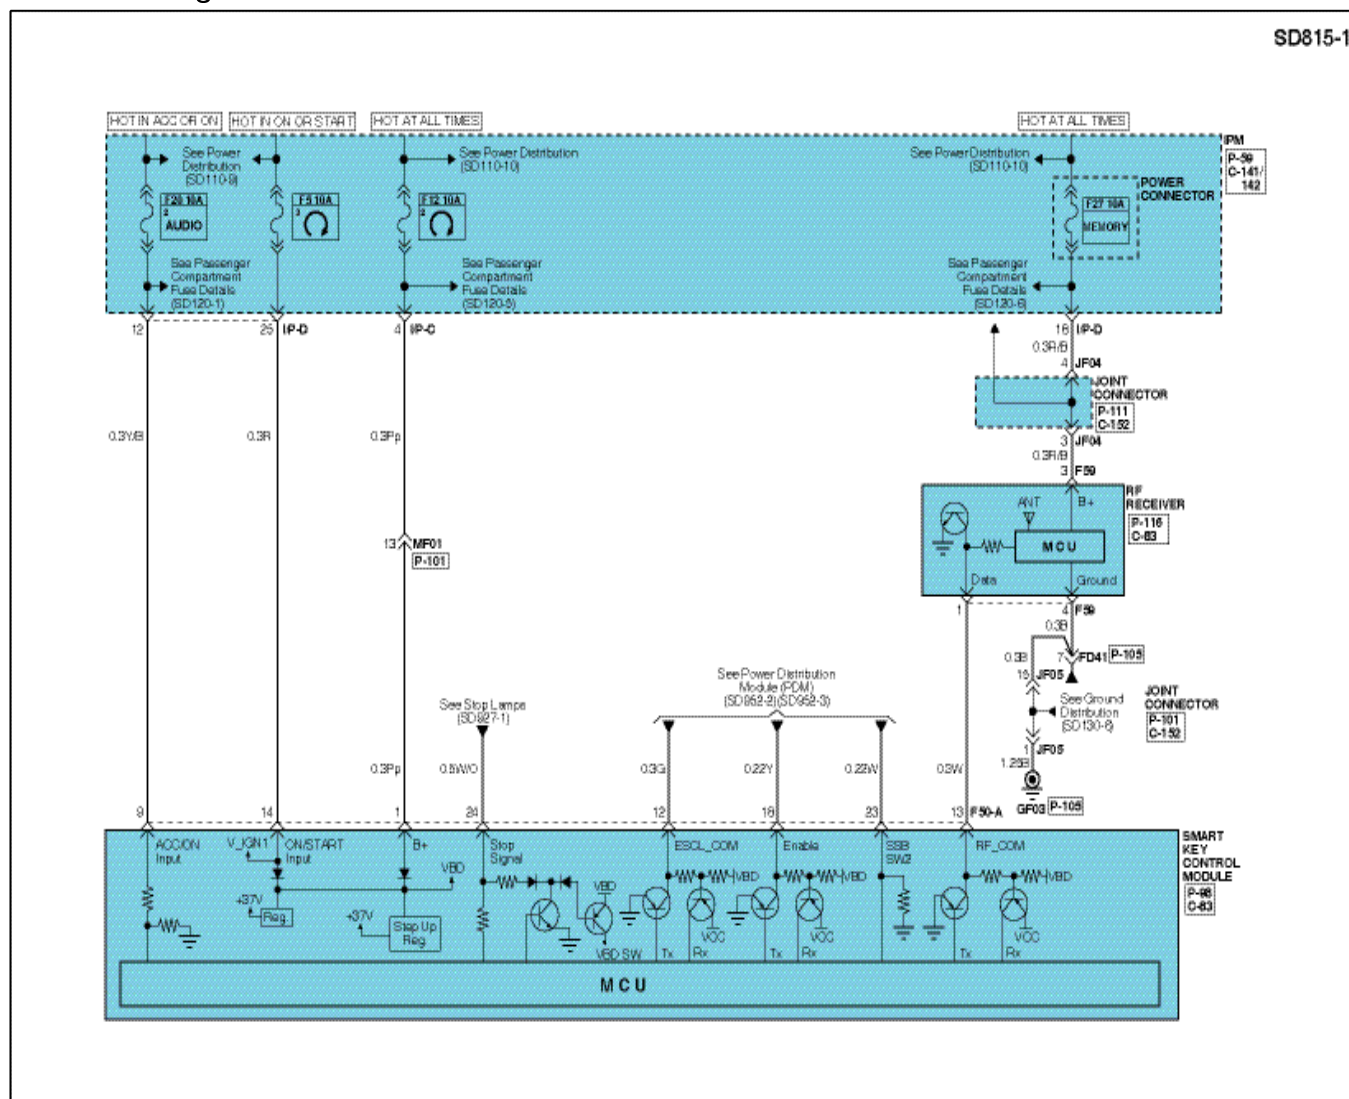 SD815-1
HOT IN ACC OR ON
HOT IN ON OR START
HOT AT ALL TIMES
HOT AT ALL TIMES
IPM
P-59
C-141/
142
See Power
Distribution
(SD110-9)
See Power Distribution
(SD110-10)
See Power Distribution
(SD110-10)
POWER
CONNECTOR
F20 10A
2
AUDIO
F5 10A
3
F12 10A
2
F27 10A
MEMORY
See Passenger
Compartment
Fuse Details
(SD120-1)
See Passenger
Compartment
Fuse Details
(SD120-3)
See Passenger
Compartment
Fuse Details
(SD120-6)
12
25
I/P-D
4
I/P-C
16
I/P-D
0.3R/B
4
JF04
JOINT
CONNECTOR
P-111
C-152
0.3Y/B
0.3R
0.3Pp
3
JF04
0.3R/B
3
F59
RF
RECEIVER
P-116
C-83
ANT
B+
MCU
Data
Ground
13
MF01
P-101
1
4
F59
0.3B
0.3B
7
FD41
P-105
15
JF05
See Ground
Distribution
(SD130-6)
JOINT
CONNECTOR
P-101
C-152
1
JF05
1.25B
GF03
P-105
See Power Distribution
Module (PDM)
(SD952-2)(SD952-3)
See Stop Lamps
(SD927-1)
0.3Pp
0.5W/O
0.3G
0.22Y
0.22W
0.3W
9
14
1
24
12
16
23
13
F50-A
SMART
KEY
CONTROL
MODULE
P-98
C-83
ACC/ON
Input
V_IGN1
ON/START
Input
B+
VBD
Stop
Signal
ESCL_COM
Enable
SSB
SW2
RF_COM
+37V
Reg.
+37V
Step Up
Reg
VBD
VBD SW
VBD
VCC
Tx
Rx
VBD
VCC
Tx
Rx
VBD
VCC
Tx
Rx
MCU